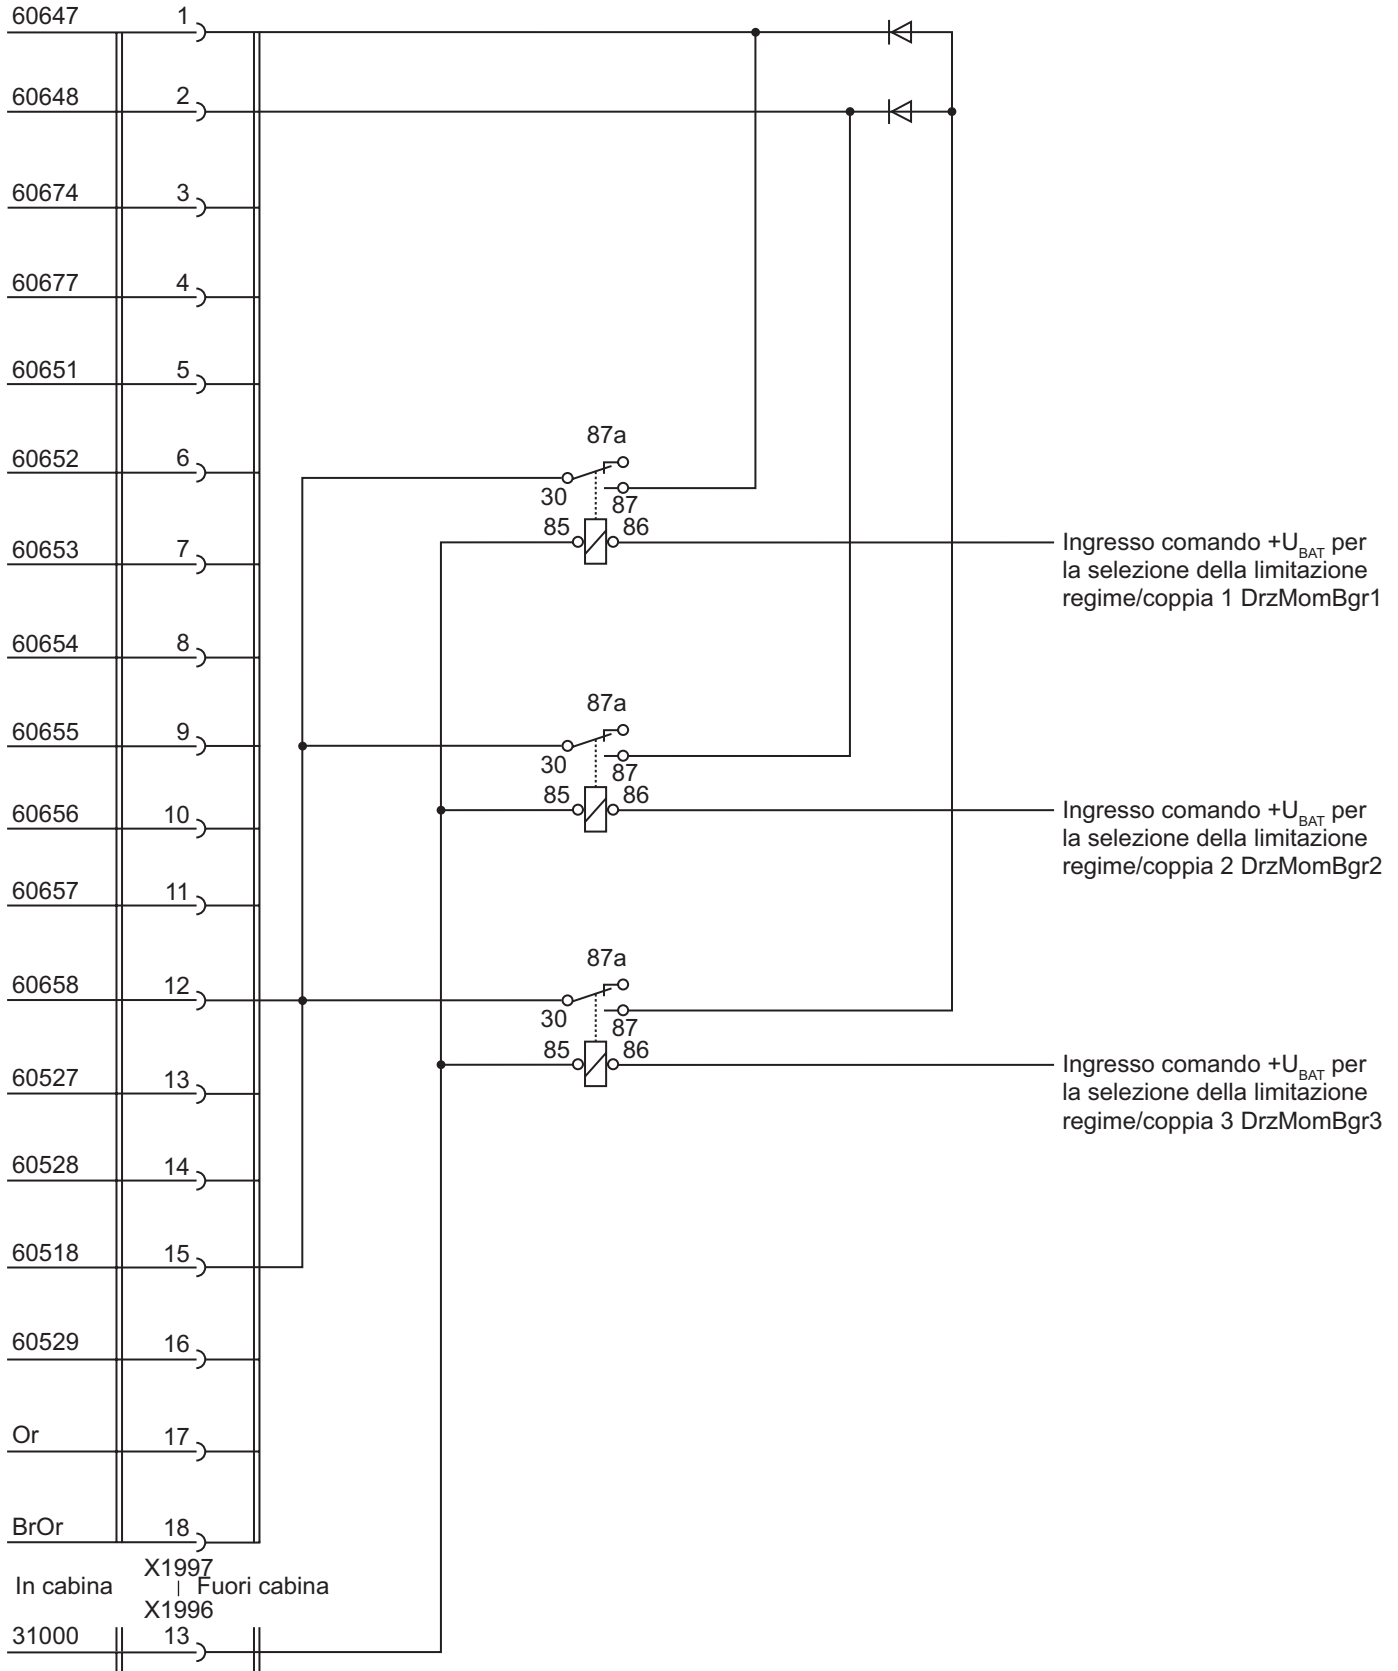 60647 1
60648 2
60674 3
60677 4
60651 5
60652 6
60653 7
60654 8
60655 9
60656 10
60657 11
60658 12
60527 13
60528 14
60518 15
60529 16
Or 17
BrOr 18
X1997
In cabina | Fuori cabina
X1996
31000 13
87a
30 87
85 86
Ingresso comando +UBAT per
la selezione della limitazione
regime/coppia 1 DrzMomBgr1
87a
30 87
85 86
Ingresso comando +UBAT per
la selezione della limitazione
regime/coppia 2 DrzMomBgr2
87a
30 87
85 86
Ingresso comando +UBAT per
la selezione della limitazione
regime/coppia 3 DrzMomBgr3